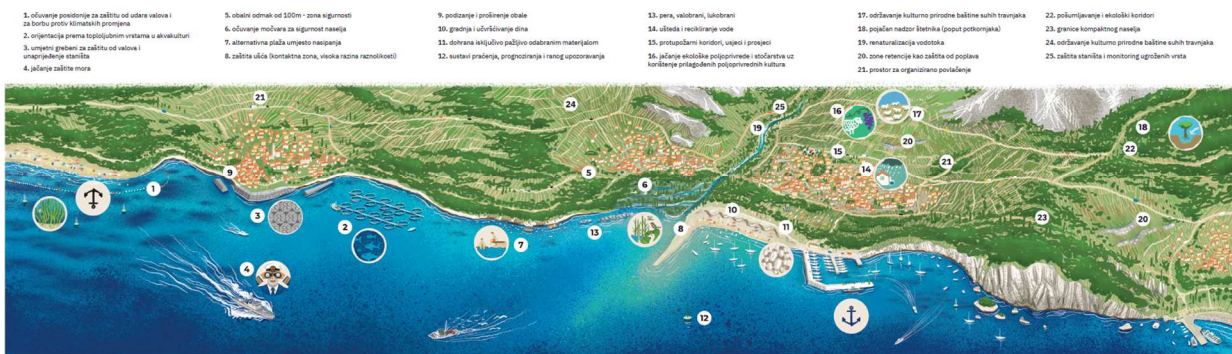 1. očuvanje posidonije za zaštitu od udara valova i
za borbu protiv klimatskih promjena
2. orijentacija prema toploljubnim vrstama u akvakulturi
3. umjetni grebeni za zaštitu od valova i
unaprjeđenje staništa
4. jačanje zaštite mora
5. obalni odmak od 100m - zona sigurnosti
6. očuvanje močvara za sigurnost naselja
7. alternativna plaža umjesto nasipanja
8. zaštita ušća (kontaktna zona, visoka razina raznolikosti)
9. podizanje i proširenje obale
10. gradnja i učvršćivanje dina
11. dohrana isključivo pažljivo odabranim materijalom
12. sustavi praćenja, prognoziranja i ranog upozoravanja
13. pera, valobrani, lukobrani
14. ušteda i recikliranje vode
15. protupožarni koridori, usjeci i prosjeci
16. jačanje ekološke poljoprivrede i stočarstva uz
korištenje prilagođenih poljoprivrednih kultura
17. održavanje kulturno prirodne baštine suhih travnjaka
18. pojačan nadzor štetnika (poput potkornjaka)
19. renaturalizacija vodotoka
20. zone retencije kao zaštita od poplava
21. prostor za organizirano povlačenje
22. pošumljavanje i ekološki koridori
23. granice kompaktnog naselja
24. održavanje kulturno prirodne baštine suhih travnjaka
25. zaštita staništa i monitoring ugroženih vrsta
21
24
25
16
17
19
18
20
15
22
9
5
14
21
1
6
3
10
23
20
2
13
8
11
7
4
12